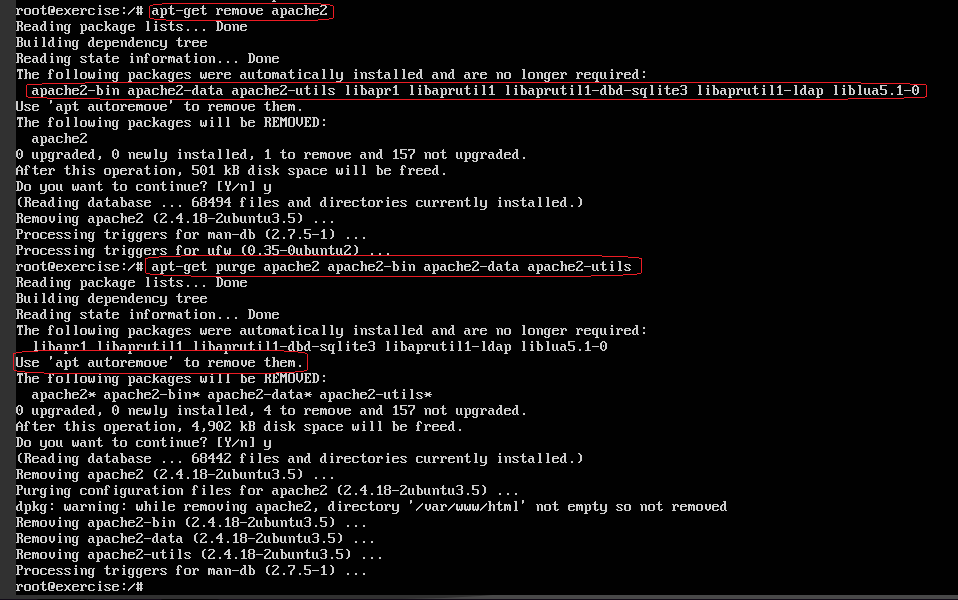 root@exercise:/# apt-get remove apache2
Reading package lists... Done
Building dependency tree
Reading state information... Done
The following packages were automatically installed and are no longer required:
  apache2-bin apache2-data apache2-utils libapr1 libaprutil1 libaprutil1-dbd-sqlite3 libaprutil1-ldap liblua5.1-0
Use 'apt autoremove' to remove them.
The following packages will be REMOVED:
  apache2
0 upgraded, 0 newly installed, 1 to remove and 157 not upgraded.
After this operation, 501 kB disk space will be freed.
Do you want to continue? [Y/n] y
(Reading database ... 68494 files and directories currently installed.)
Removing apache2 (2.4.18-2ubuntu3.5) ...
Processing triggers for man-db (2.7.5-1) ...
Processing triggers for ufw (0.35-0ubuntu2) ...
root@exercise:/# apt-get purge apache2 apache2-bin apache2-data apache2-utils
Reading package lists... Done
Building dependency tree
Reading state information... Done
The following packages were automatically installed and are no longer required:
  libapr1 libaprutil1 libaprutil1-dbd-sqlite3 libaprutil1-ldap liblua5.1-0
Use 'apt autoremove' to remove them.
The following packages will be REMOVED:
  apache2* apache2-bin* apache2-data* apache2-utils*
0 upgraded, 0 newly installed, 4 to remove and 157 not upgraded.
After this operation, 4,902 kB disk space will be freed.
Do you want to continue? [Y/n] y
(Reading database ... 68442 files and directories currently installed.)
Removing apache2 (2.4.18-2ubuntu3.5) ...
Purging configuration files for apache2 (2.4.18-2ubuntu3.5) ...
dpkg: warning: while removing apache2, directory '/var/www/html' not empty so not removed
Removing apache2-bin (2.4.18-2ubuntu3.5) ...
Removing apache2-data (2.4.18-2ubuntu3.5) ...
Removing apache2-utils (2.4.18-2ubuntu3.5) ...
Processing triggers for man-db (2.7.5-1) ...
root@exercise:/#